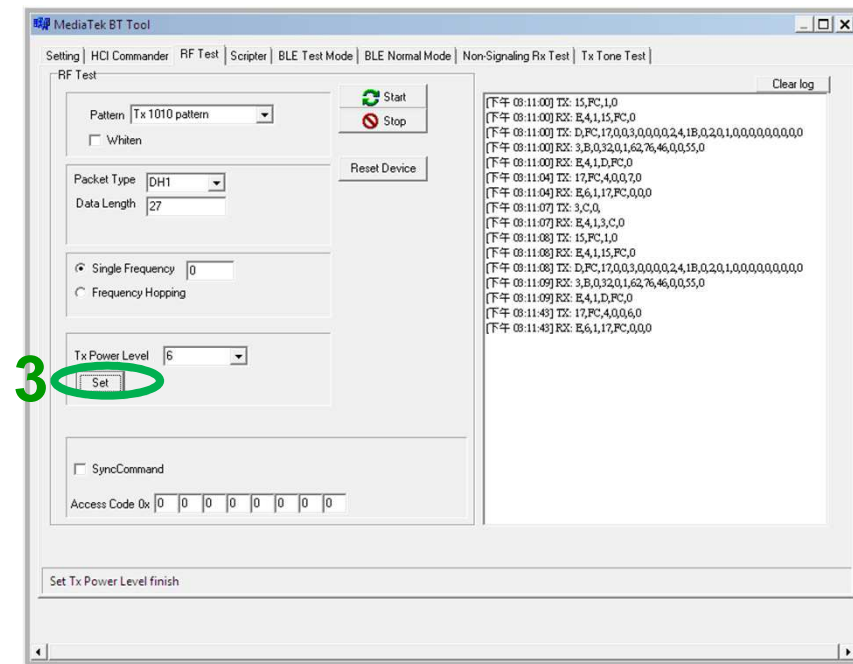 MediaTek BT Tool
Setting HCI Commander RF Test Scripter BLE Test Mode BLE Normal Mode Non-Signaling Rx Test Tx Tone Test
RF Test
Pattern Tx 1010 pattern
Whiten
Start
Stop
Packet Type DH1
Data Length 27
Reset Device
Single Frequency 0
Frequency Hopping
Tx Power Level 6
3
Set
SyncCommand
Access Code 0x 0 0 0 0 0 0 0 0
Clear log
[下午 03:11:00] TX: 15,FC,1,0
[下午 03:11:00] RX: E,4,1,15,FC,0
[下午 03:11:00] TX: D,FC,17,0,0,3,0,0,0,0,2,4,1B,0,2,0,1,0,0,0,0,0,0,0,0,0
[下午 03:11:00] RX: 3,B,0,32,0,1,62,76,46,0,0,55,0
[下午 03:11:00] RX: E,4,1,D,FC,0
[下午 03:11:04] TX: 17,FC,4,0,0,7,0
[下午 03:11:04] RX: E,6,1,17,FC,0,0,0
[下午 03:11:07] TX: 3,C,0,
[下午 03:11:07] RX: E,4,1,3,C,0
[下午 03:11:08] TX: 15,FC,1,0
[下午 03:11:08] RX: E,4,1,15,FC,0
[下午 03:11:08] TX: D,FC,17,0,0,3,0,0,0,0,2,4,1B,0,2,0,1,0,0,0,0,0,0,0,0,0
[下午 03:11:09] RX: 3,B,0,32,0,1,62,76,46,0,0,55,0
[下午 03:11:09] RX: E,4,1,D,FC,0
[下午 03:11:43] TX: 17,FC,4,0,0,6,0
[下午 03:11:43] RX: E,6,1,17,FC,0,0,0
Set Tx Power Level finish